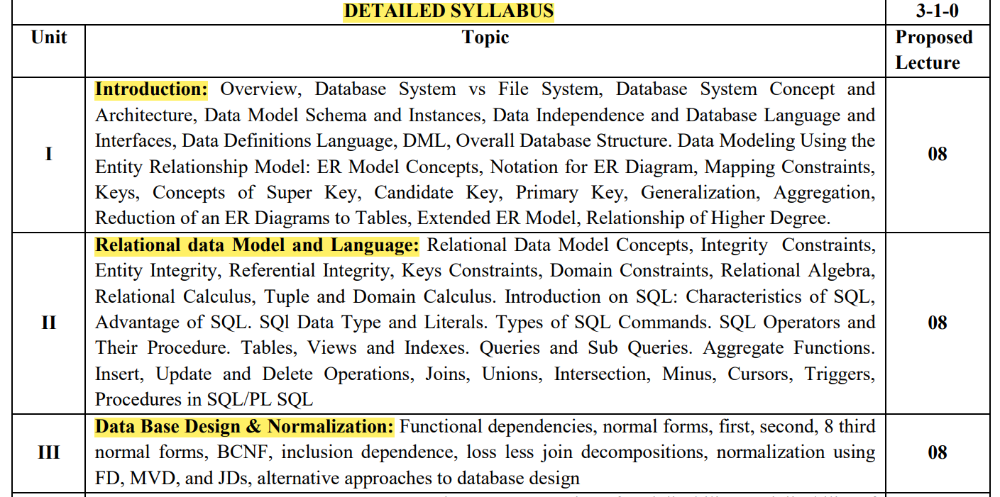 DETAILED SYLLABUS 3-1-0
Unit Topic Proposed
Lecture
Introduction: Overview, Database System vs File System, Database System Concept and
Architecture, Data Model Schema and Instances, Data Independence and Database Language and
Interfaces, Data Definitions Language, DML, Overall Database Structure. Data Modeling Using the
I 08
Entity Relationship Model: ER Model Concepts, Notation for ER Diagram, Mapping Constraints,
Keys, Concepts of Super Key, Candidate Key, Primary Key, Generalization, Aggregation,
Reduction of an ER Diagrams to Tables, Extended ER Model, Relationship of Higher Degree.
Relational data Model and Language: Relational Data Model Concepts, Integrity Constraints,
Entity Integrity, Referential Integrity, Keys Constraints, Domain Constraints, Relational Algebra,
Relational Calculus, Tuple and Domain Calculus. Introduction on SQL: Characteristics of SQL,
II Advantage of SQL. SQl Data Type and Literals. Types of SQL Commands. SQL Operators and 08
Their Procedure. Tables, Views and Indexes. Queries and Sub Queries. Aggregate Functions.
Insert, Update and Delete Operations, Joins, Unions, Intersection, Minus, Cursors, Triggers,
Procedures in SQL/PL SQL
Data Base Design & Normalization: Functional dependencies, normal forms, first, second, 8 third
III normal forms, BCNF, inclusion dependence, loss less join decompositions, normalization using 08
FD, MVD, and JDs, alternative approaches to database design